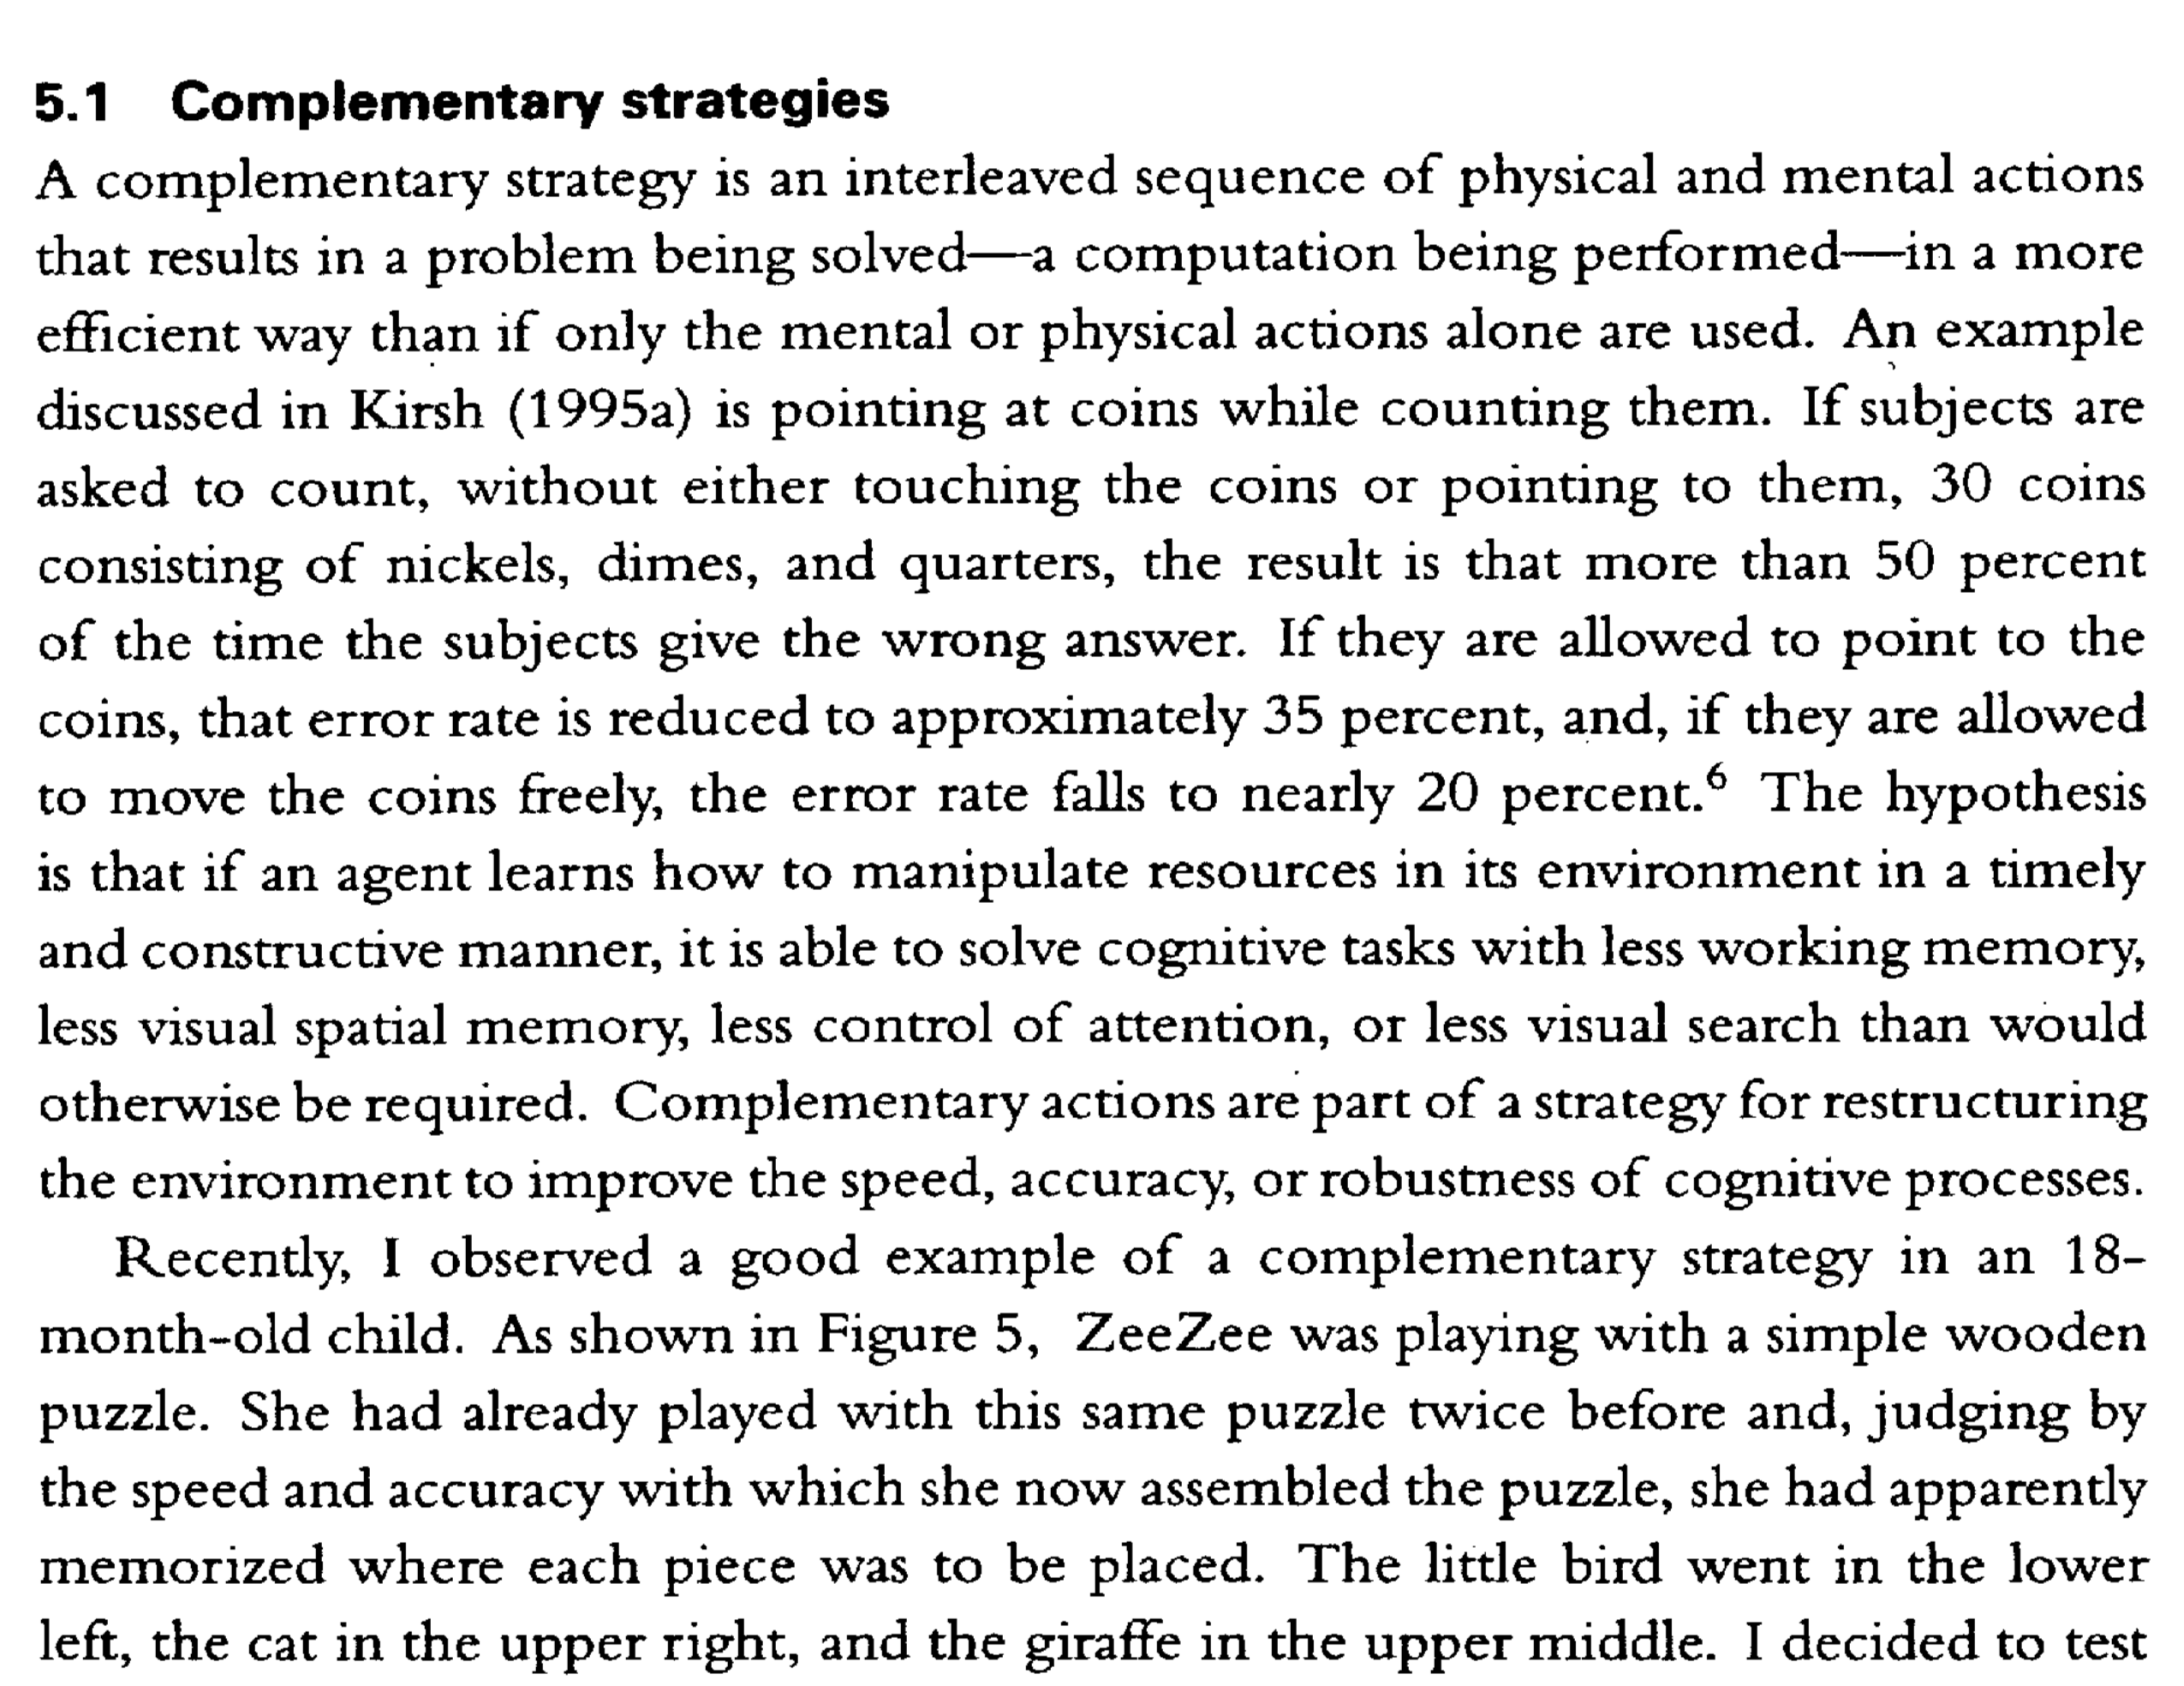 5.1 Complementary strategies
A complementary strategy is an interleaved sequence of physical and mental actions
that results in a problem being solved—a computation being performed—in a more
efficient way than if only the mental or physical actions alone are used. An example
discussed in Kirsh (1995a) is pointing at coins while counting them. If subjects are
asked to count, without either touching the coins or pointing to them, 30 coins
consisting of nickels, dimes, and quarters, the result is that more than 50 percent
of the time the subjects give the wrong answer. If they are allowed to point to the
coins, that error rate is reduced to approximately 35 percent, and, if they are allowed
to move the coins freely, the error rate falls to nearly 20 percent.⁶ The hypothesis
is that if an agent learns how to manipulate resources in its environment in a timely
and constructive manner, it is able to solve cognitive tasks with less working memory,
less visual spatial memory, less control of attention, or less visual search than would
otherwise be required. Complementary actions are part of a strategy for restructuring
the environment to improve the speed, accuracy, or robustness of cognitive processes.
Recently, I observed a good example of a complementary strategy in an 18-
month-old child. As shown in Figure 5, ZeeZee was playing with a simple wooden
puzzle. She had already played with this same puzzle twice before and, judging by
the speed and accuracy with which she now assembled the puzzle, she had apparently
memorized where each piece was to be placed. The little bird went in the lower
left, the cat in the upper right, and the giraffe in the upper middle. I decided to test